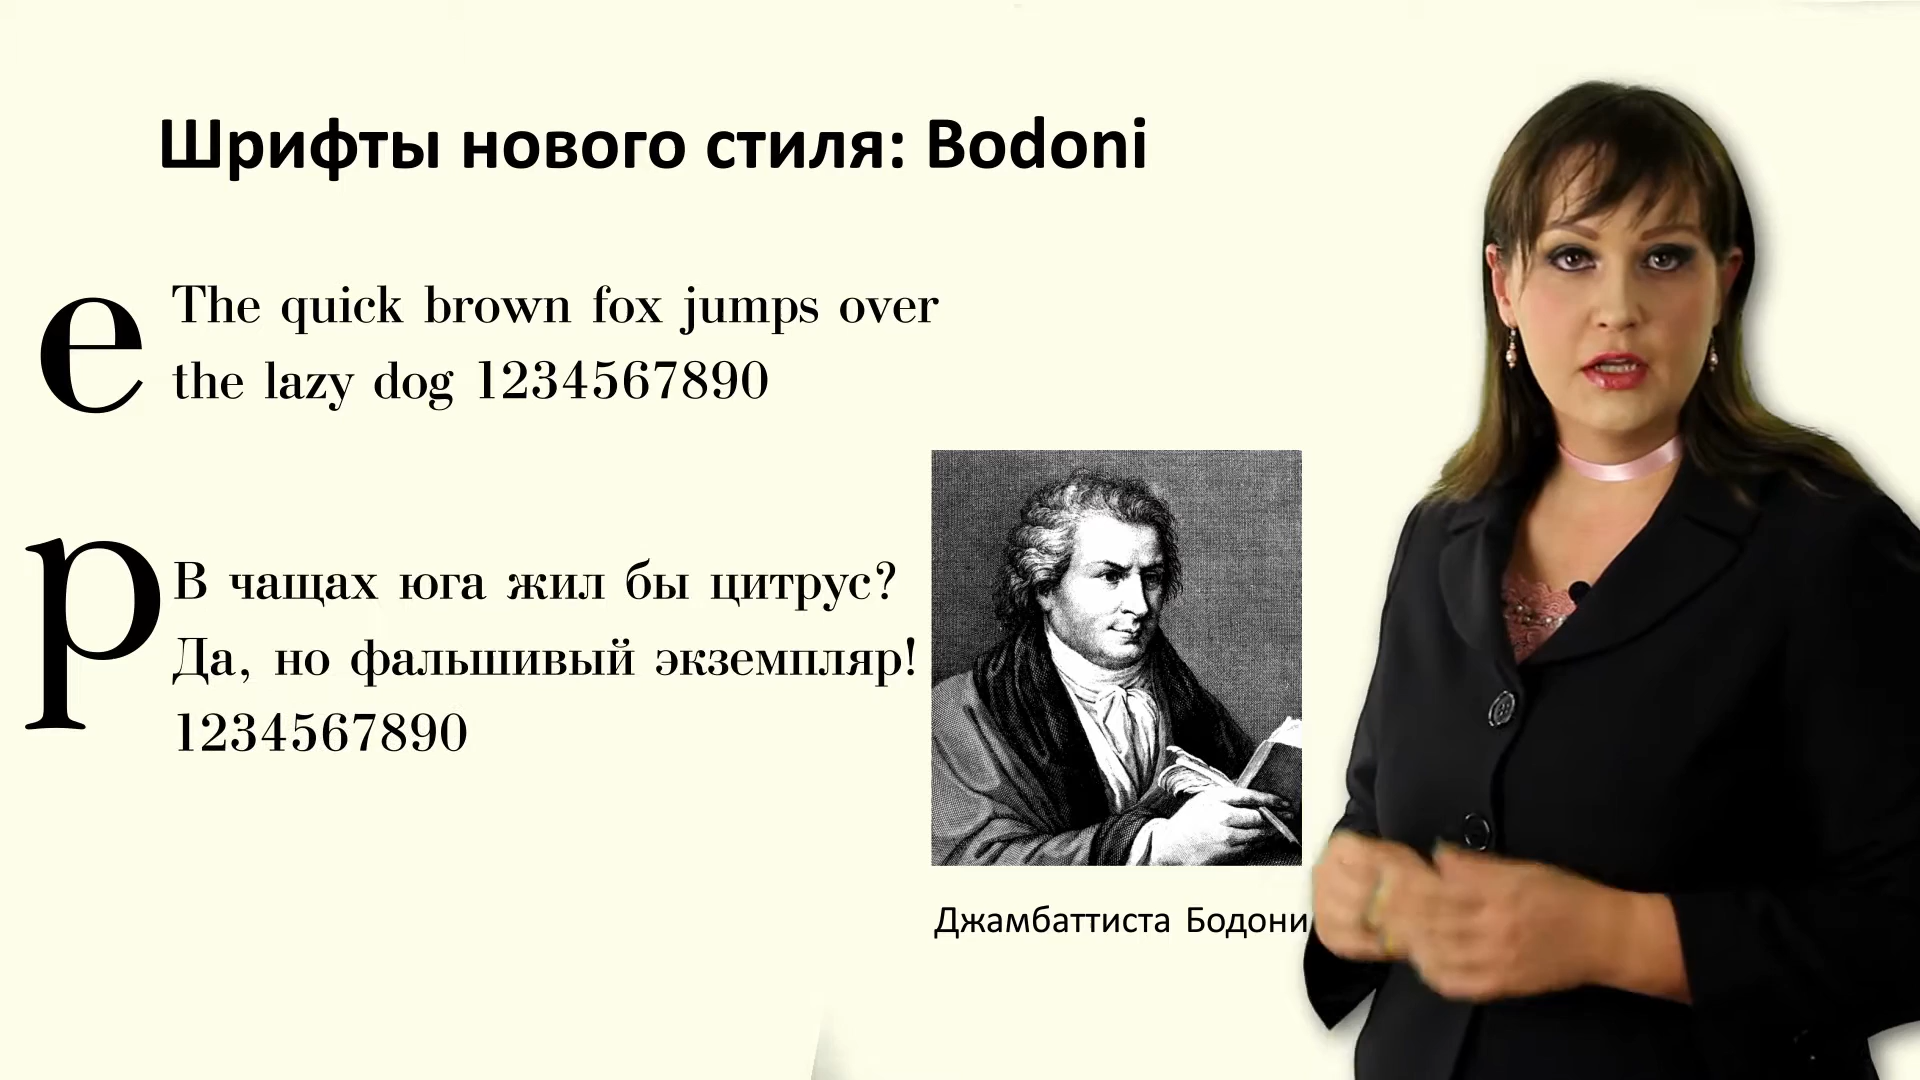 Шрифты нового стиля: Bodoni
e
The quick brown fox jumps over
the lazy dog 1234567890
p
В чащах юга жил бы цитрус?
Да, но фальшивый экземпляр!
1234567890
Джамбаттиста Бодони